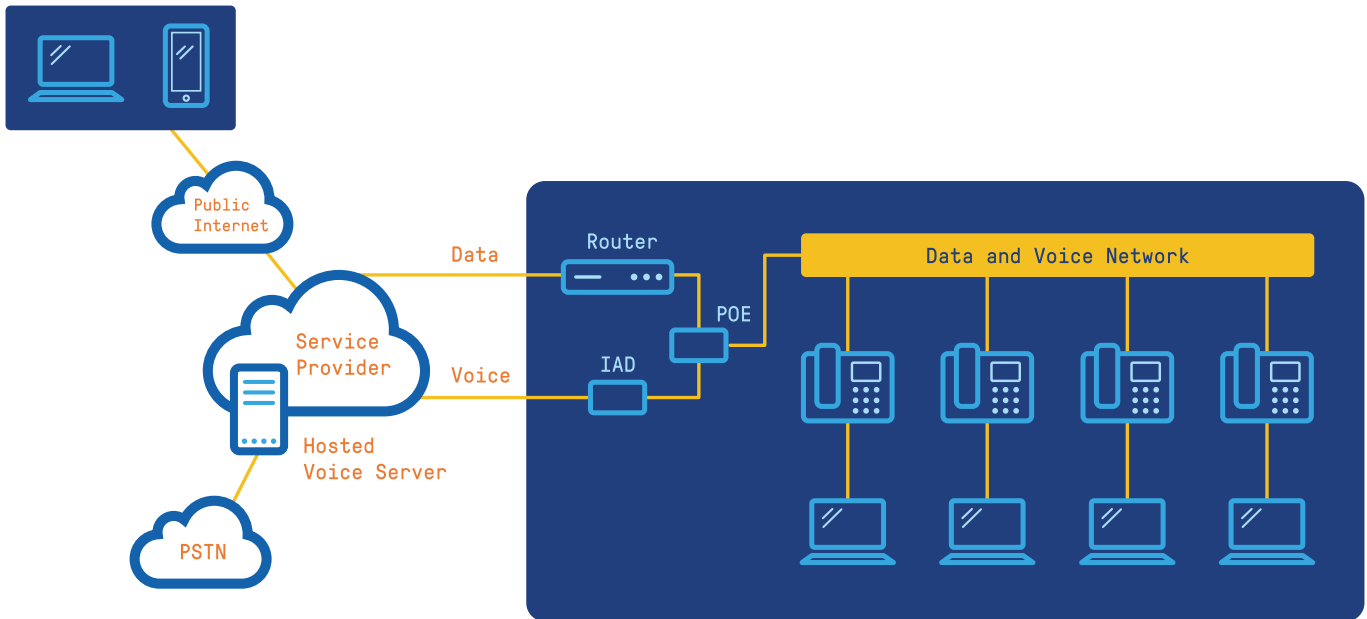 Public
Internet
Data
Router
Data and Voice Network
POE
Service
Provider
Voice
IAD
Hosted
Voice Server
PSTN